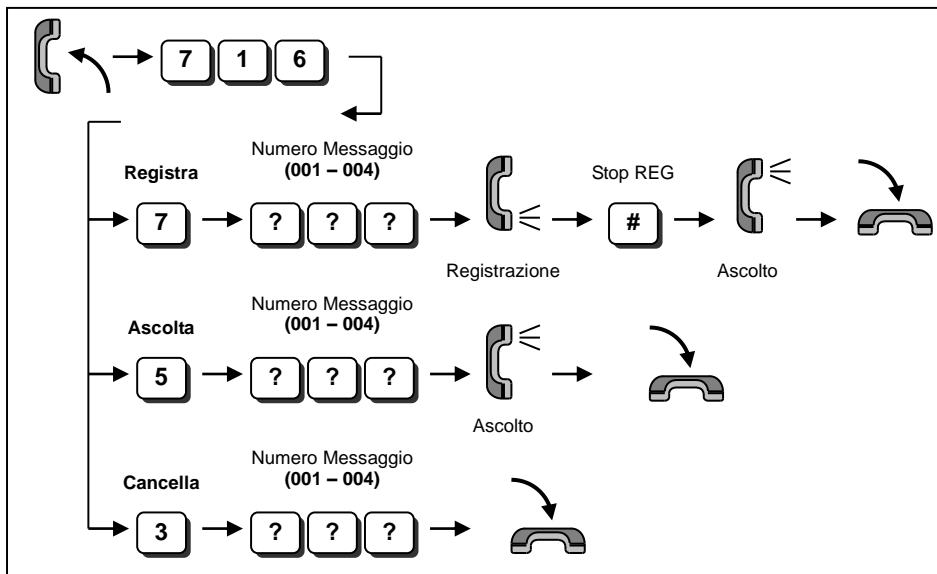 7 1 6
Numero Messaggio
(001 – 004)
Registra
Stop REG
7 ? ? ? #
Registrazione
Ascolto
Numero Messaggio
(001 – 004)
Ascolta
5 ? ? ?
Ascolto
Numero Messaggio
(001 – 004)
Cancella
3 ? ? ?